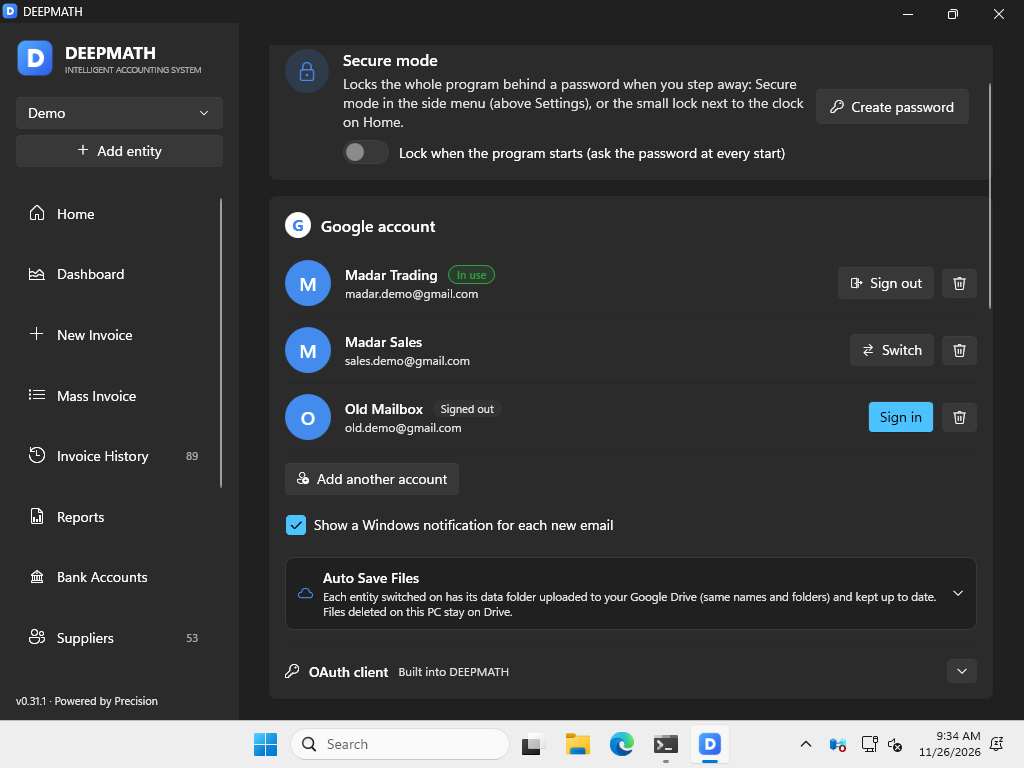 DEEPMATH
DEEPMATH
INTELLIGENT ACCOUNTING SYSTEM
Demo
Add entity
Home
Dashboard
New Invoice
Mass Invoice
Invoice History 89
Reports
Bank Accounts
Suppliers 53
v0.31.1 · Powered by Precision
Secure mode
Locks the whole program behind a password when you step away: Secure
mode in the side menu (above Settings), or the small lock next to the clock
on Home.
Create password
Lock when the program starts (ask the password at every start)
G Google account
M
Madar Trading In use
madar.demo@gmail.com
Sign out
M
Madar Sales
sales.demo@gmail.com
Switch
O
Old Mailbox Signed out
old.demo@gmail.com
Sign in
Add another account
Show a Windows notification for each new email
Auto Save Files
Each entity switched on has its data folder uploaded to your Google Drive (same names and folders) and kept up to date.
Files deleted on this PC stay on Drive.
OAuth client Built into DEEPMATH
Search
9:34 AM
11/26/2026